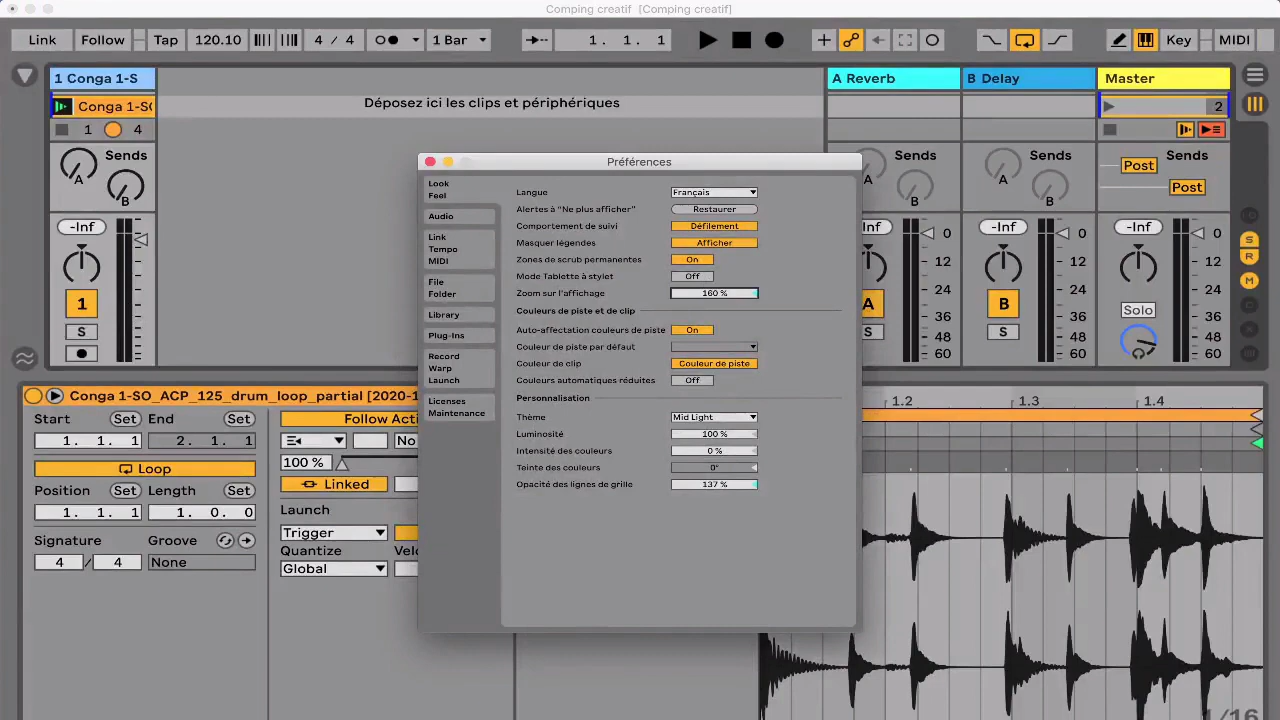 Comping creatif [Comping creatif]
Link Follow Tap 120.10 4 / 4 1 Bar 1. 1. 1 Key MIDI
1 Conga 1-S A Reverb B Delay Master
Conga 1-SO Déposez ici les clips et périphériques 2
1 4
Sends Sends Sends Sends
A B A B A B Post Post
-Inf -Inf -Inf -Inf
0 0 0
12 12 12
24 24 24
36 36 36
48 48 48
60 60 60
1 A B Solo
S S S
Préférences
Look
Feel
Audio
Link
Tempo
MIDI
File
Folder
Library
Plug-Ins
Record
Warp
Launch
Licenses
Maintenance
Langue Français
Alertes à “Ne plus afficher” Restaurer
Comportement de suivi Défilement
Masquer légendes Afficher
Zones de scrub permanentes On
Mode Tablette à stylet Off
Zoom sur l'affichage 160 %
Couleurs de piste et de clip
Auto-affectation couleurs de piste On
Couleur de piste par défaut
Couleur de clip Couleur de piste
Couleurs automatiques réduites Off
Personnalisation
Thème Mid Light
Luminosité 100 %
Intensité des couleurs 0 %
Teinte des couleurs 0°
Opacité des lignes de grille 137 %
Conga 1-SO_ACP_125_drum_loop_partial [2020-1
Start Set End Set
1. 1. 1 2. 1. 1
Loop
Position Set Length Set
1. 1. 1 1. 0. 0
Signature Groove
4 / 4 None
Follow Acti
No
100 %
Linked
Launch
Trigger
Quantize Velo
Global
1.2 1.3 1.4
1/16